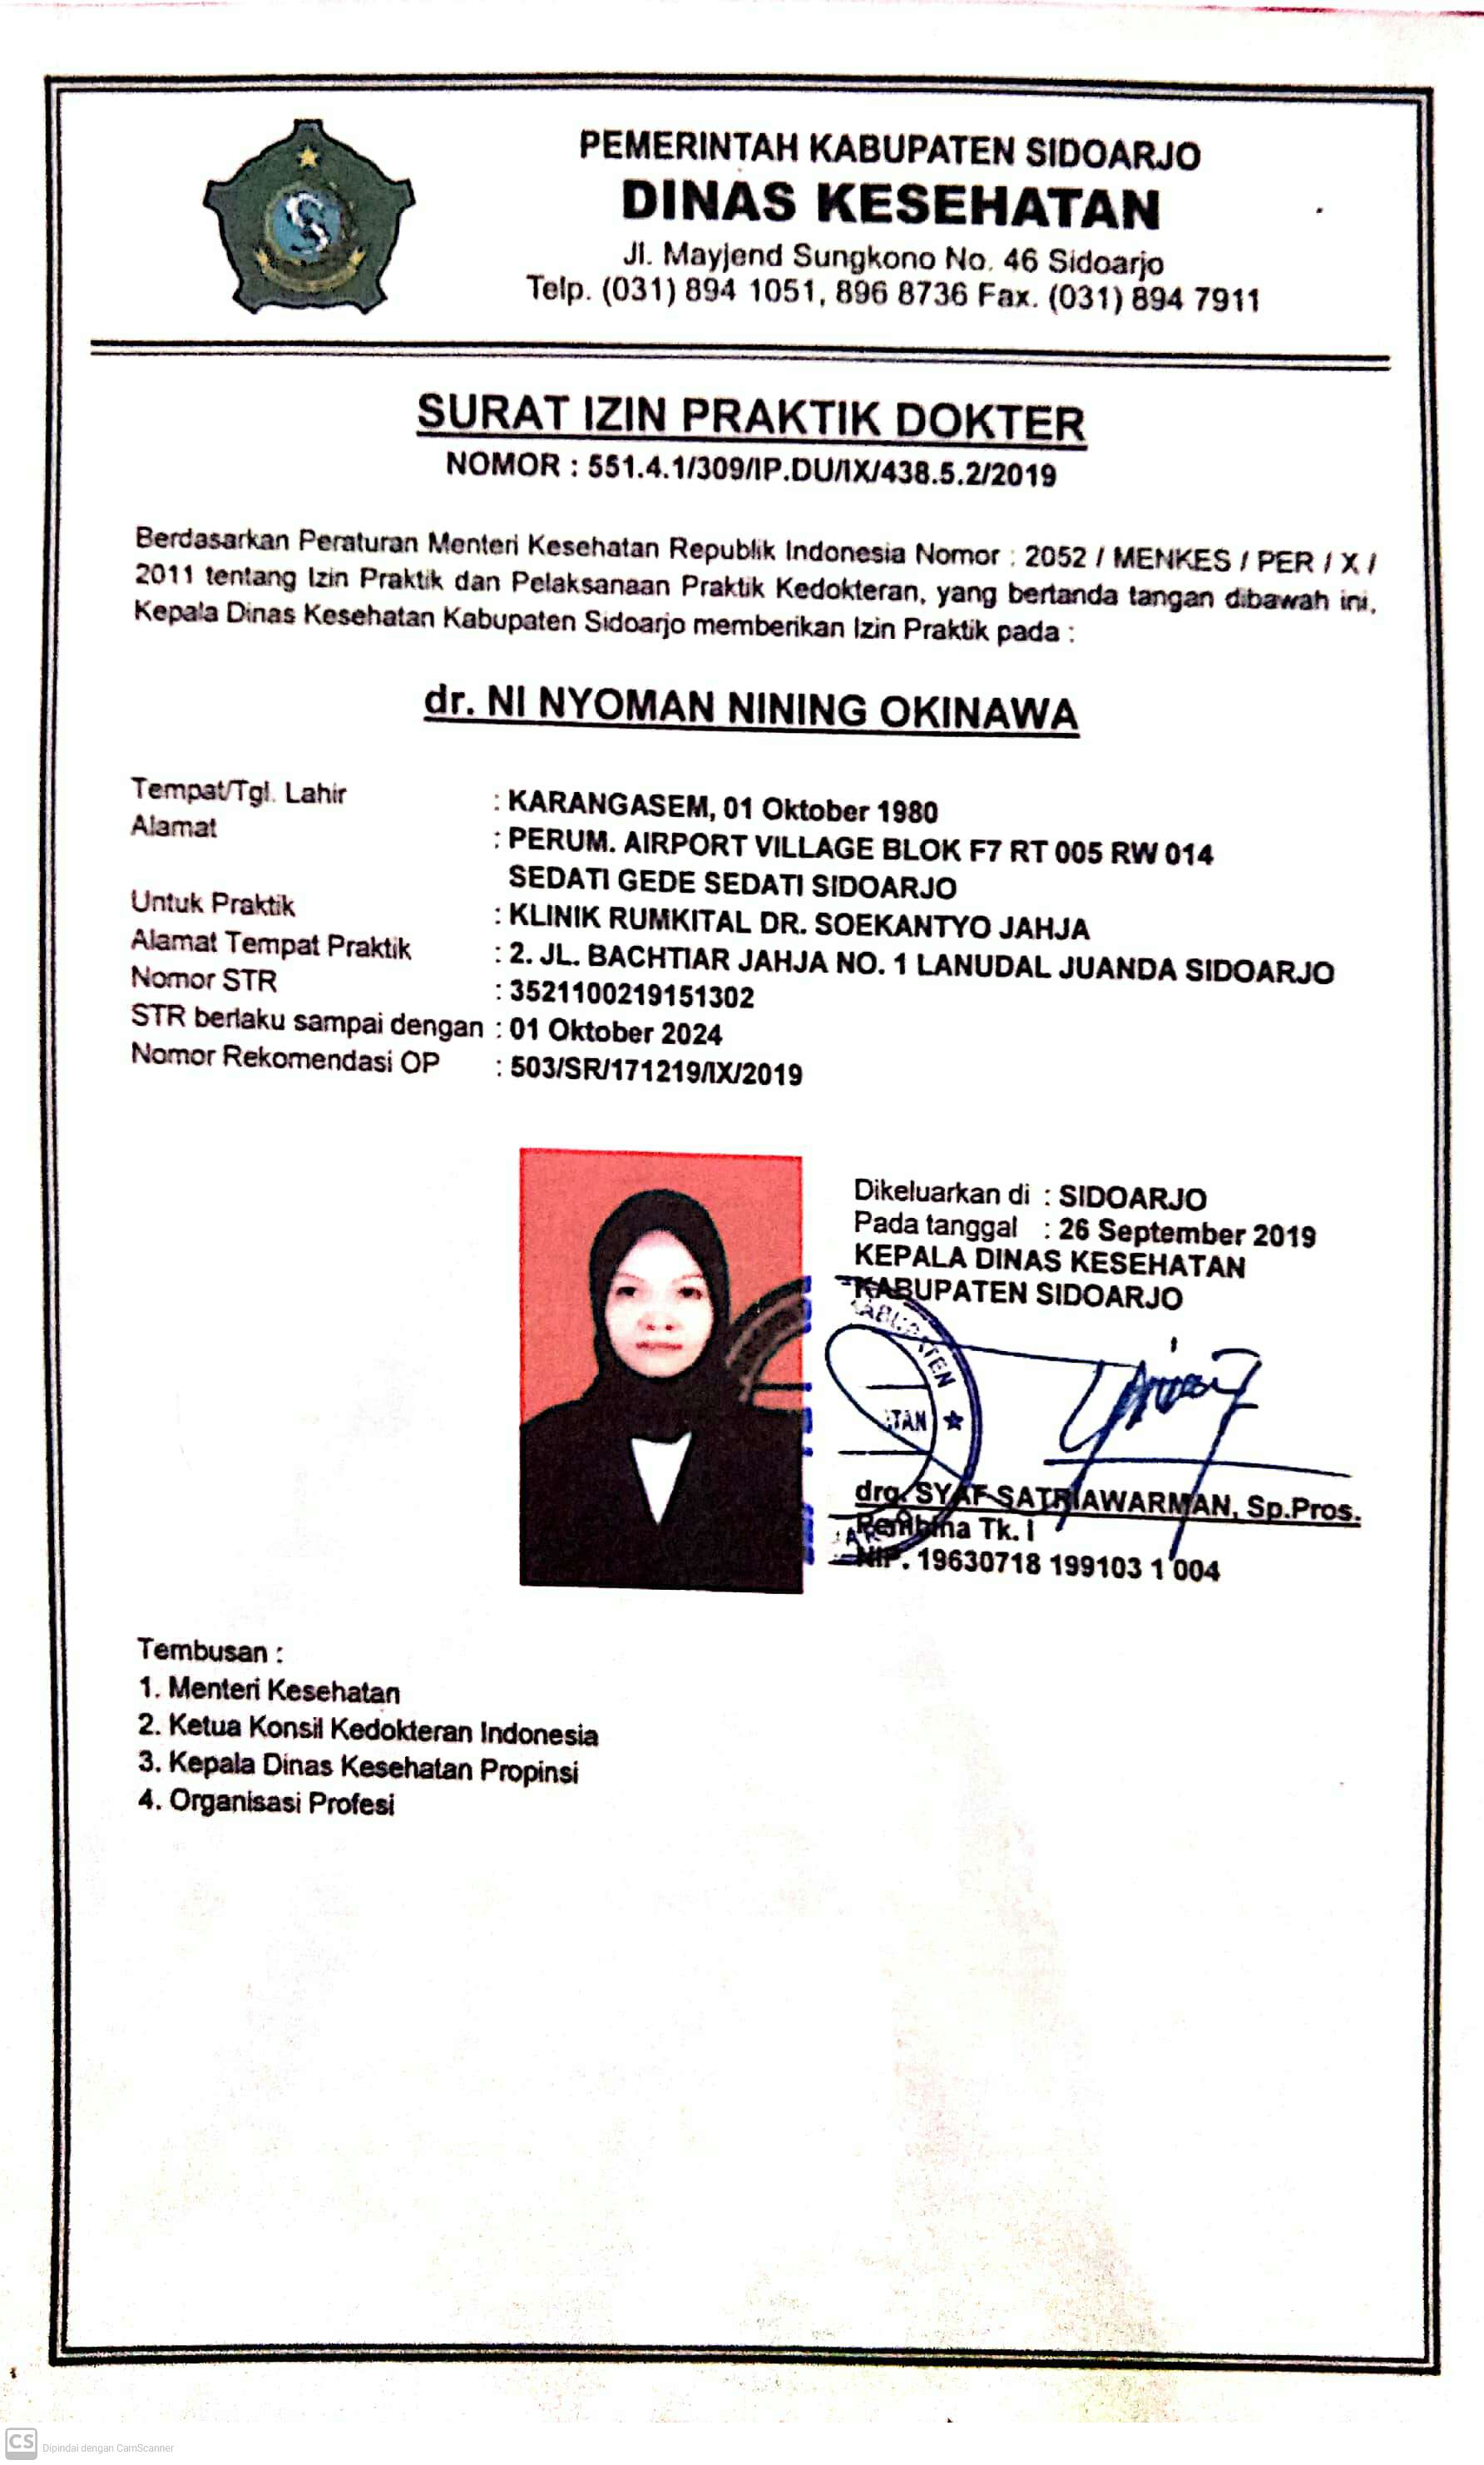 PEMERINTAH KABUPATEN SIDOARJO
DINAS KESEHATAN
Jl. Mayjend Sungkono No. 46 Sidoarjo
Telp. (031) 894 1051, 896 8736 Fax. (031) 894 7911
SURAT IZIN PRAKTIK DOKTER
NOMOR : 551.4.1/309/IP.DU/IX/438.5.2/2019
Berdasarkan Peraturan Menteri Kesehatan Republik Indonesia Nomor : 2052 / MENKES / PER / X /
2011 tentang Izin Praktik dan Pelaksanaan Praktik Kedokteran, yang bertanda tangan dibawah ini,
Kepala Dinas Kesehatan Kabupaten Sidoarjo memberikan Izin Praktik pada :
dr. NI NYOMAN NINING OKINAWA
Tempat/Tgl. Lahir : KARANGASEM, 01 Oktober 1980
Alamat : PERUM. AIRPORT VILLAGE BLOK F7 RT 005 RW 014
SEDATI GEDE SEDATI SIDOARJO
Untuk Praktik : KLINIK RUMKITAL DR. SOEKANTYO JAHJA
Alamat Tempat Praktik : 2. JL. BACHTIAR JAHJA NO. 1 LANUDAL JUANDA SIDOARJO
Nomor STR : 3521100219151302
STR berlaku sampai dengan : 01 Oktober 2024
Nomor Rekomendasi OP : 503/SR/171219/IX/2019
Dikeluarkan di : SIDOARJO
Pada tanggal : 26 September 2019
KEPALA DINAS KESEHATAN
KABUPATEN SIDOARJO
KABUPATEN
drg. SYAF SATRIAWARMAN, Sp.Pros.
Pembina Tk. I
NIP. 19630718 199103 1 004
Tembusan :
1. Menteri Kesehatan
2. Ketua Konsil Kedokteran Indonesia
3. Kepala Dinas Kesehatan Propinsi
4. Organisasi Profesi
CS Dipindai dengan CamScanner